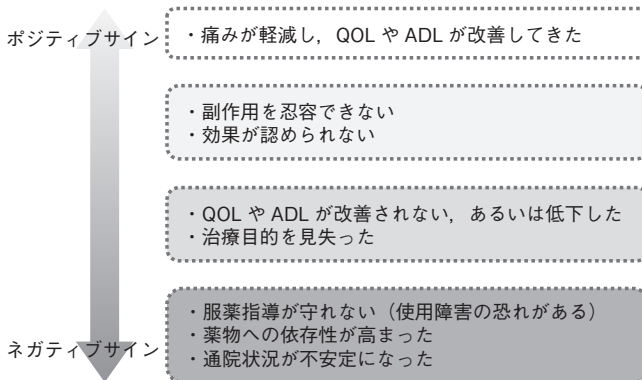 ポジティブサイン
・痛みが軽減し，QOL や ADL が改善してきた
・副作用を忍容できない
・効果が認められない
・QOL や ADL が改善されない，あるいは低下した
・治療目的を見失った
・服薬指導が守れない（使用障害の恐れがある）
・薬物への依存性が高まった
・通院状況が不安定になった
ネガティブサイン